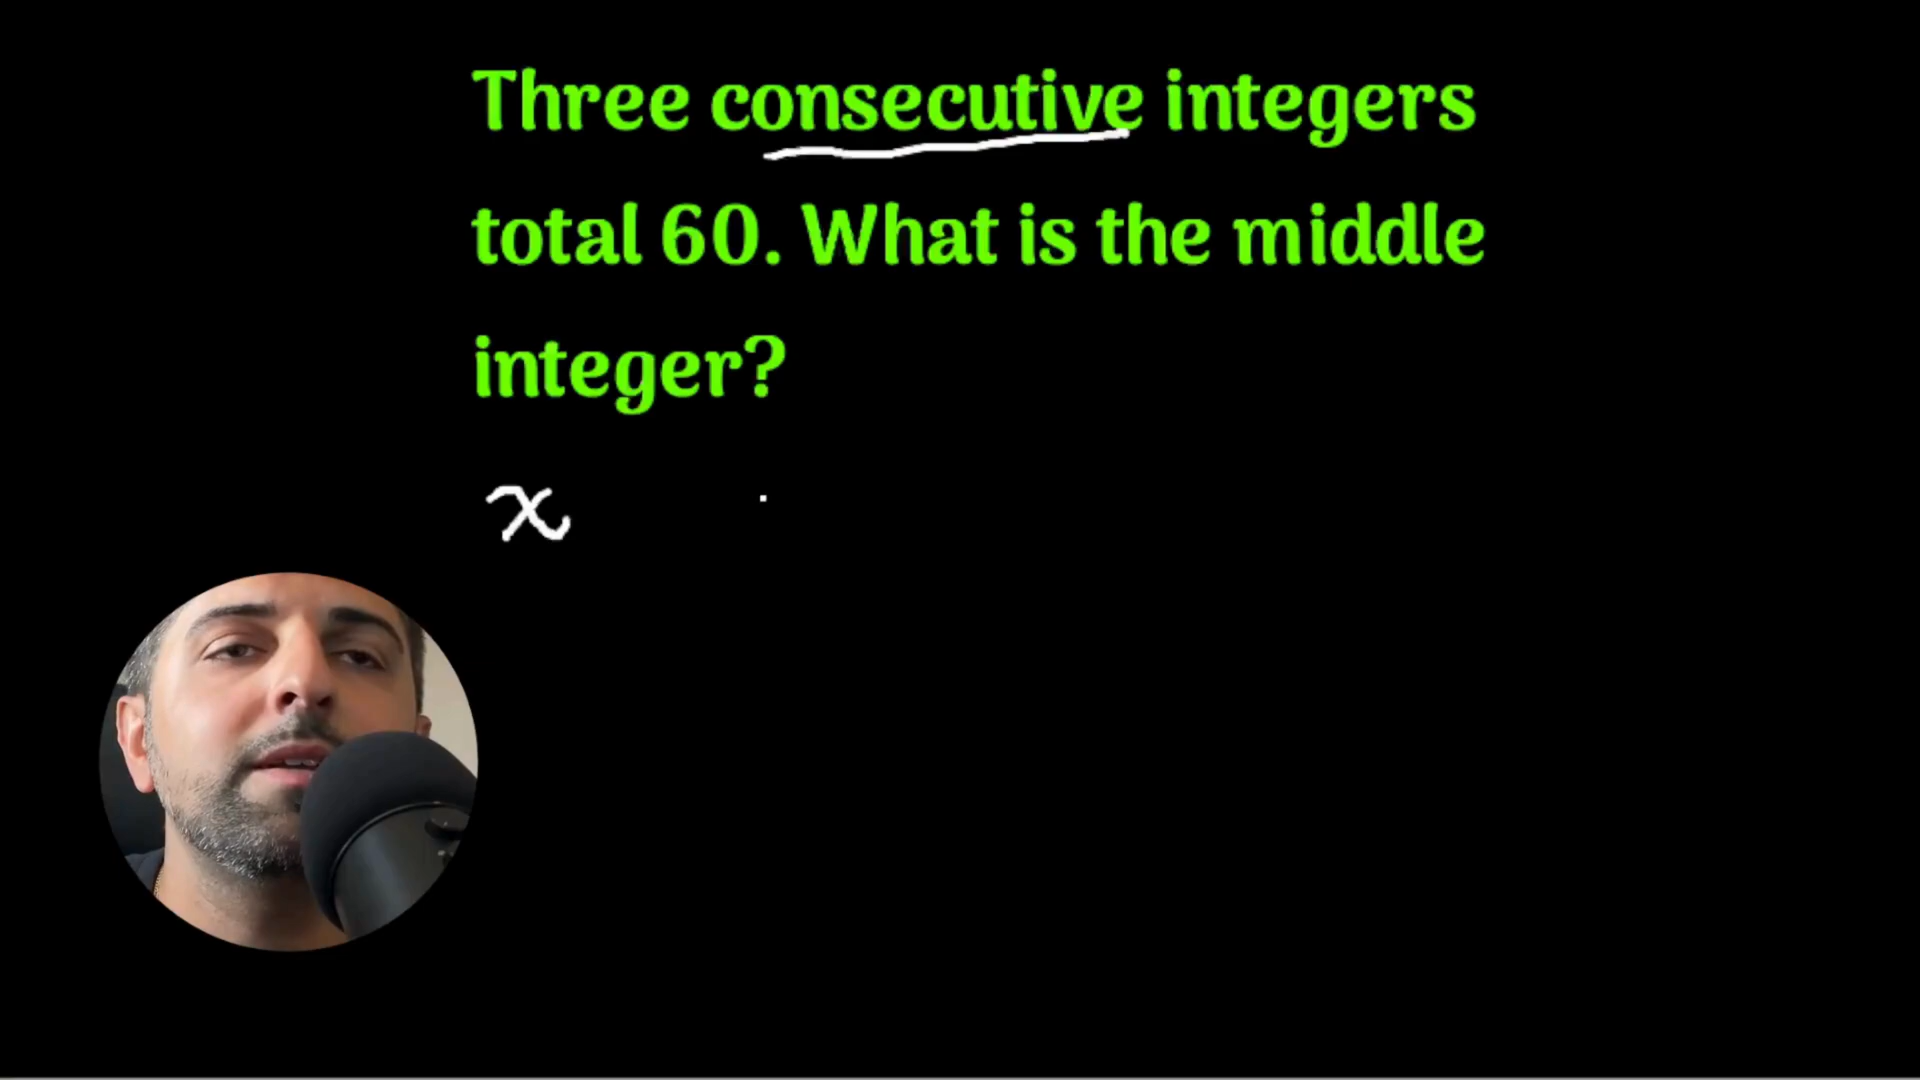 Three consecutive integers
total 60. What is the middle
integer?
x